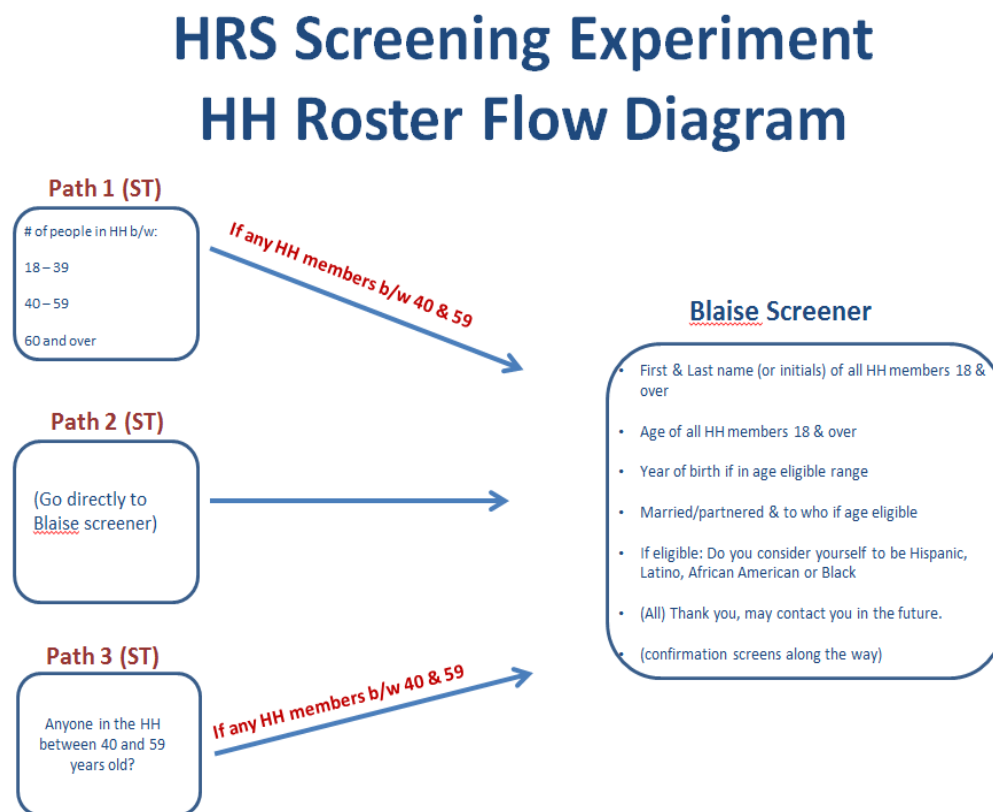 HRS Screening Experiment
HH Roster Flow Diagram
Path 1 (ST)
# of people in HH b/w:
18 – 39
40 – 59
60 and over
If any HH members b/w 40 & 59
Path 2 (ST)
(Go directly to
Blaise screener)
Path 3 (ST)
Anyone in the HH
between 40 and 59
years old?
If any HH members b/w 40 & 59
Blaise Screener
• First & Last name (or initials) of all HH members 18 &
over
• Age of all HH members 18 & over
• Year of birth if in age eligible range
• Married/partnered & to who if age eligible
• If eligible: Do you consider yourself to be Hispanic,
Latino, African American or Black
• (All) Thank you, may contact you in the future.
• (confirmation screens along the way)